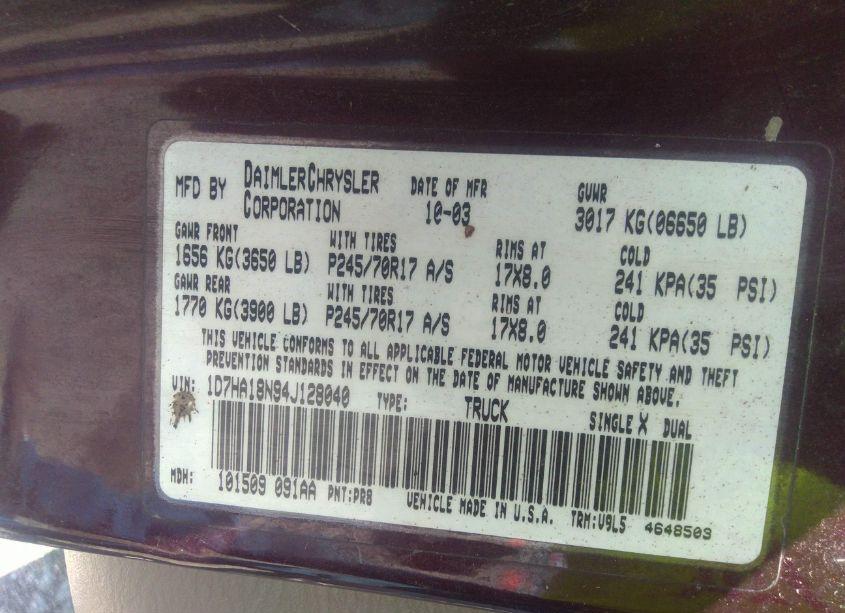 MFD BY DAIMLERCHRYSLER CORPORATION DATE OF MFR 10-03 GVWR 3017 KG(06650 LB)
GAWR FRONT WITH TIRES RIMS AT COLD
1656 KG(3650 LB) P245/70R17 A/S 17X8.0 241 KPA(35 PSI)
GAWR REAR WITH TIRES RIMS AT COLD
1770 KG(3900 LB) P245/70R17 A/S 17X8.0 241 KPA(35 PSI)
THIS VEHICLE CONFORMS TO ALL APPLICABLE FEDERAL MOTOR VEHICLE SAFETY AND THEFT
PREVENTION STANDARDS IN EFFECT ON THE DATE OF MANUFACTURE SHOWN ABOVE.
VIN: 1D7HA18N94J128040 TYPE: TRUCK SINGLE X DUAL
MDH: 101509 091AA PNT:PR8 VEHICLE MADE IN U.S.A. TRM:V9L5 4648503